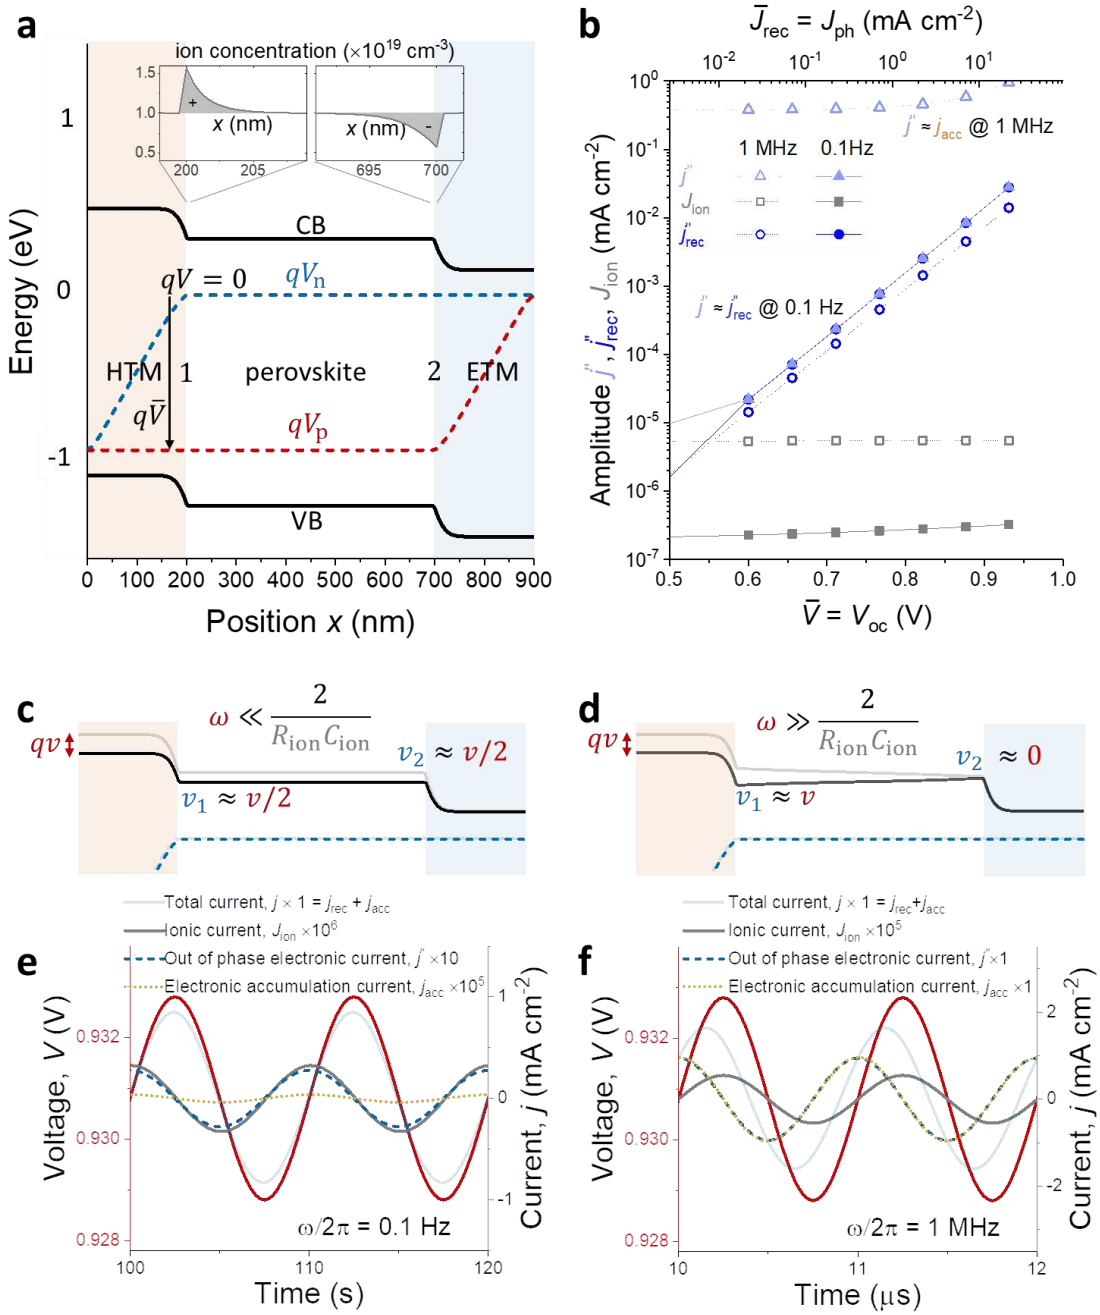 a
ion concentration (×10^19 cm^-3)
1.5
1.0
0.5
+
x (nm)
200
205
x (nm)
-
695
700
1
0
-1
Energy (eV)
CB
qV = 0
qV_n
HTM
1
perovskite
2
ETM
qV̄
qV_p
VB
0
100
200
300
400
500
600
700
800
900
Position x (nm)
b
J̄_rec = J_ph (mA cm^-2)
10^-2
10^-1
10^0
10^1
10^0
10^-1
10^-2
10^-3
10^-4
10^-5
10^-6
10^-7
Amplitude j'', j''_rec, J_ion (mA cm^-2)
j'' ≈ j_acc @ 1 MHz
1 MHz 0.1Hz
j''
J_ion
j''_rec
j'' ≈ j''_rec @ 0.1 Hz
0.5
0.6
0.7
0.8
0.9
1.0
V̄ = V_oc (V)
c
ω ≪ 2 / R_ion C_ion
qv
v_2 ≈ v/2
v_1 ≈ v/2
d
ω ≫ 2 / R_ion C_ion
qv
v_2 ≈ 0
v_1 ≈ v
e
Total current, j × 1 = j_rec + j_acc
Ionic current, J_ion ×10^6
Out of phase electronic current, j'' ×10
Electronic accumulation current, j_acc ×10^5
Voltage, V (V)
0.932
0.930
0.928
1
0
-1
Current, j (mA cm^-2)
ω/2π = 0.1 Hz
100
110
120
Time (s)
f
Total current, j × 1 = j_rec+j_acc
Ionic current, J_ion ×10^5
Out of phase electronic current, j''×1
Electronic accumulation current, j_acc ×1
Voltage, V (V)
0.932
0.930
0.928
2
0
-2
Current, j (mA cm^-2)
ω/2π = 1 MHz
10
11
12
Time (μs)